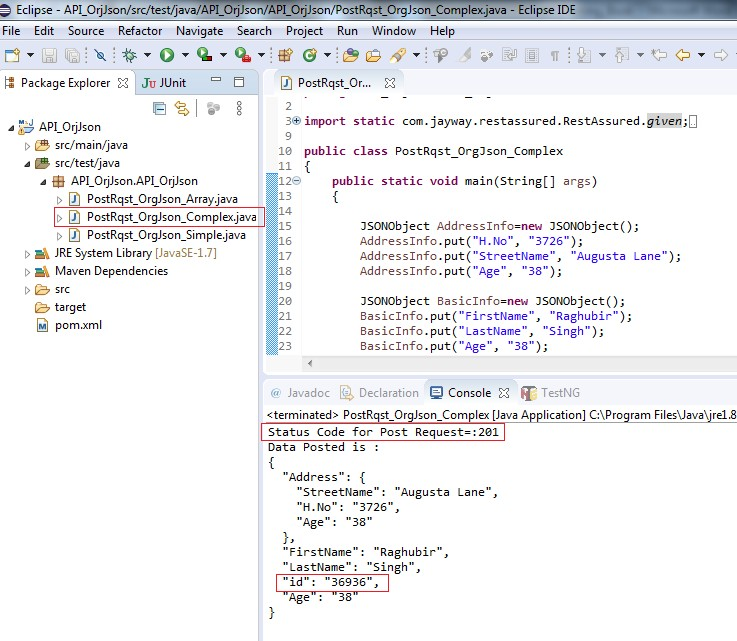 Eclipse - API_OrjJson/src/test/java/API_OrjJson/API_OrjJson/PostRqst_OrgJson_Complex.java - Eclipse IDE
File Edit Source Refactor Navigate Search Project Run Window Help
Package Explorer
JUnit
API_OrjJson
src/main/java
src/test/java
API_OrjJson.API_OrjJson
PostRqst_OrgJson_Array.java
PostRqst_OrgJson_Complex.java
PostRqst_OrgJson_Simple.java
JRE System Library [JavaSE-1.7]
Maven Dependencies
src
target
pom.xml
PostRqst_Or...
2
3 import static com.jayway.restassured.RestAssured.given;
10 public class PostRqst_OrgJson_Complex
11 {
12 public static void main(String[] args)
13 {
14
15 JSONObject AddressInfo=new JSONObject();
16 AddressInfo.put("H.No", "3726");
17 AddressInfo.put("StreetName", "Augusta Lane");
18 AddressInfo.put("Age", "38");
19
20 JSONObject BasicInfo=new JSONObject();
21 BasicInfo.put("FirstName", "Raghubir");
22 BasicInfo.put("LastName", "Singh");
23 BasicInfo.put("Age", "38");
@ Javadoc Declaration Console TestNG
<terminated> PostRqst_OrgJson_Complex [Java Application] C:\Program Files\Java\jre1.8
Status Code for Post Request=:201
Data Posted is :
{
"Address": {
"StreetName": "Augusta Lane",
"H.No": "3726",
"Age": "38"
},
"FirstName": "Raghubir",
"LastName": "Singh",
"id": "36936",
"Age": "38"
}